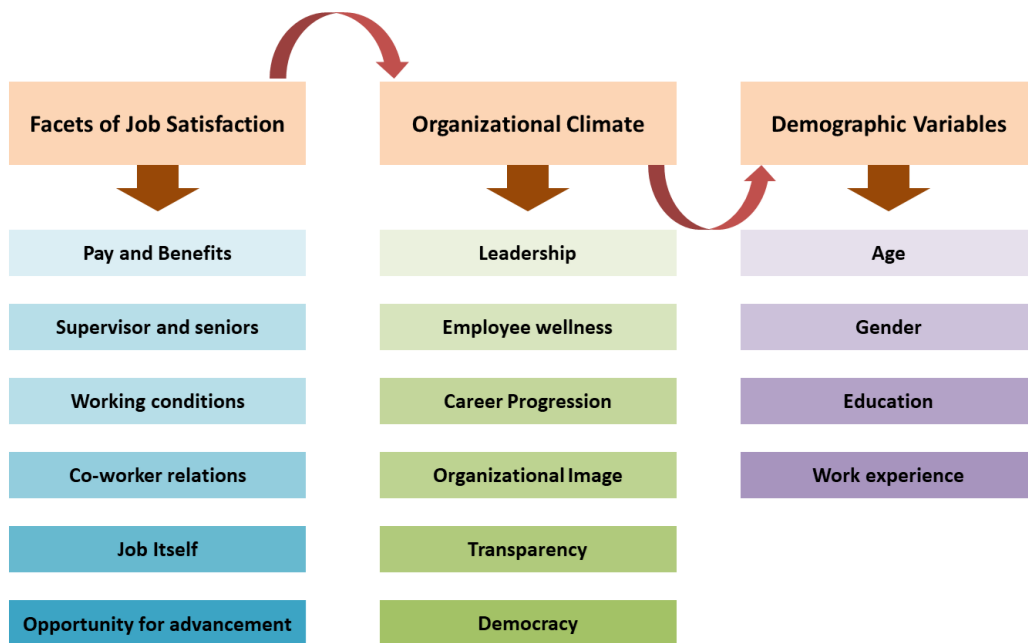 Facets of Job Satisfaction
Organizational Climate
Demographic Variables
Pay and Benefits
Leadership
Age
Supervisor and seniors
Employee wellness
Gender
Working conditions
Career Progression
Education
Co-worker relations
Organizational Image
Work experience
Job Itself
Transparency
Opportunity for advancement
Democracy